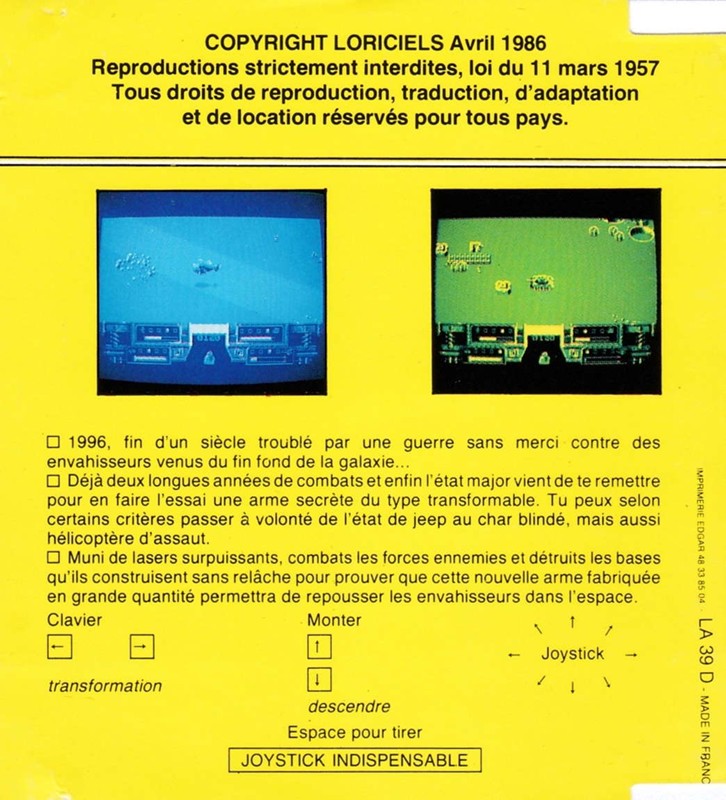 COPYRIGHT LORICIELS Avril 1986
Reproductions strictement interdites, loi du 11 mars 1957
Tous droits de reproduction, traduction, d'adaptation
et de location réservés pour tous pays.
□ 1996, fin d'un siècle troublé par une guerre sans merci contre des
envahisseurs venus du fin fond de la galaxie...
□ Déjà deux longues années de combats et enfin l'état major vient de te remettre
pour en faire l'essai une arme secrète du type transformable. Tu peux selon
certains critères passer à volonté de l'état de jeep au char blindé, mais aussi
hélicoptère d'assaut.
□ Muni de lasers surpuissants, combats les forces ennemies et détruits les bases
qu'ils construisent sans relâche pour prouver que cette nouvelle arme fabriquée
en grande quantité permettra de repousser les envahisseurs dans l'espace.
Clavier
← →
transformation
Monter
↑
↓
descendre
↖ ↑ ↗
← Joystick →
↙ ↓ ↘
Espace pour tirer
JOYSTICK INDISPENSABLE
IMPRIMERIE EDGAR 48 33 85 04 - LA 39 D - MADE IN FRANC